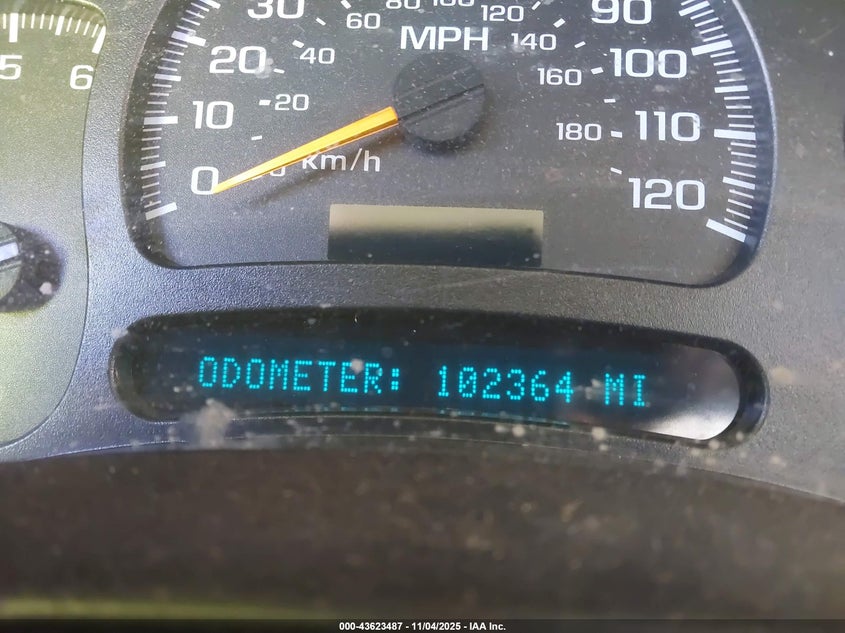 30 60 80 100 120 90
5 6 20 40 MPH 140 100
10 20 160 110
0 km/h 180 120
ODOMETER: 102364 MI
000-43623487 - 11/04/2025 - IAA Inc.